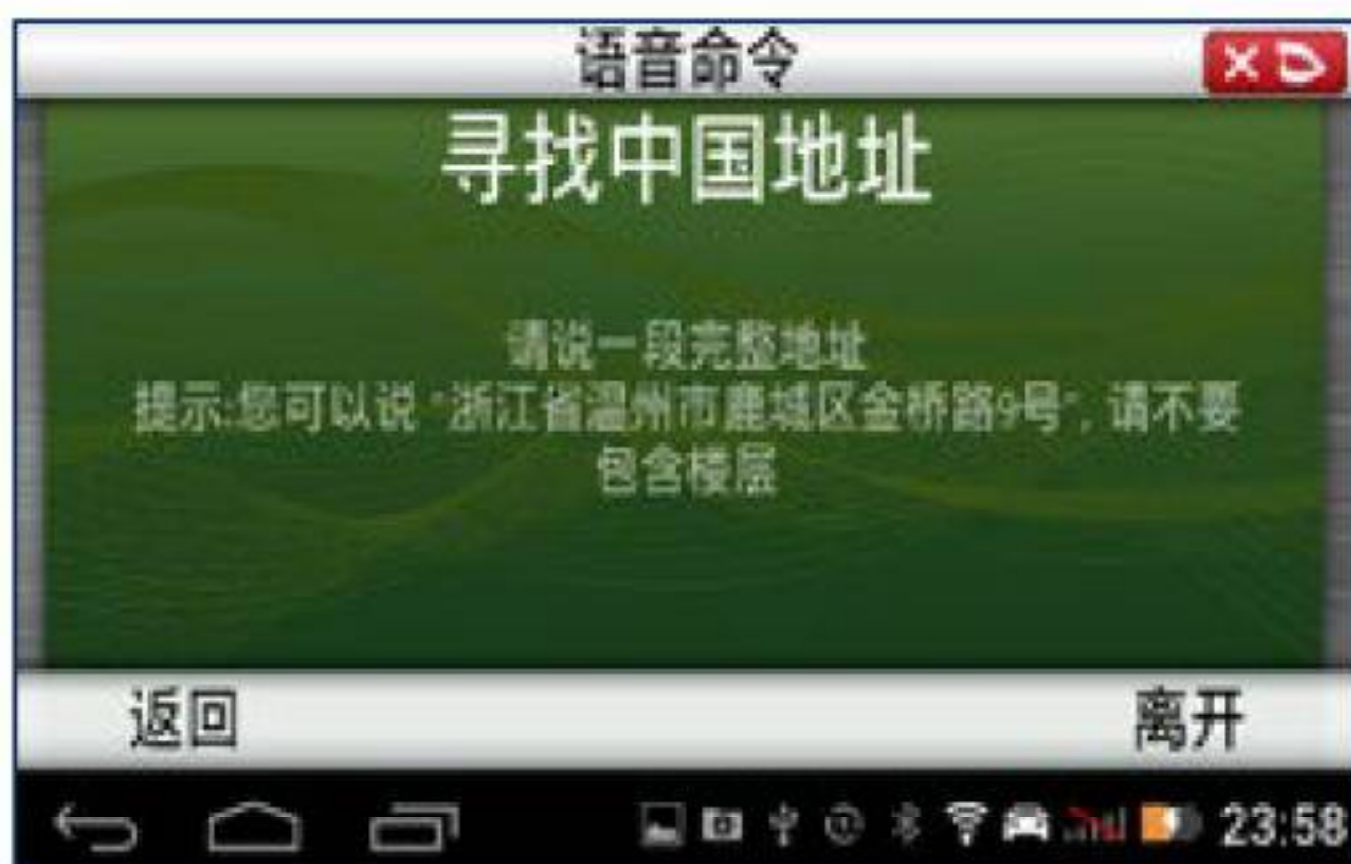 语音命令
寻找中国地址
请说一段完整地址
提示:您可以说 "浙江省温州市鹿城区金桥路9号", 请不要
包含楼层
返回
离开
23:58